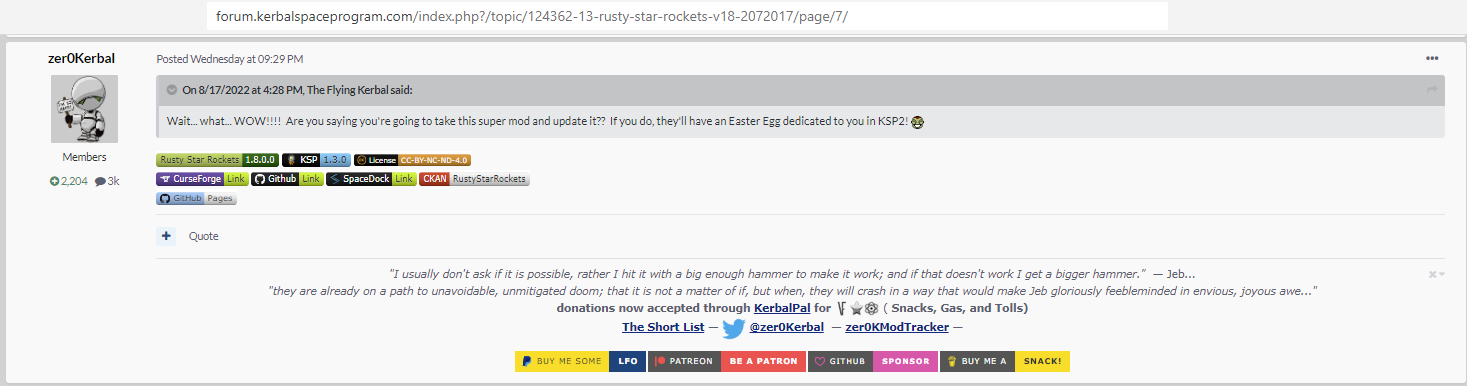 forum.kerbalspaceprogram.com/index.php?/topic/124362-13-rusty-star-rockets-v18-2072017/page/7/
zer0Kerbal
Posted Wednesday at 09:29 PM
On 8/17/2022 at 4:28 PM, The Flying Kerbal said:
Wait... what... WOW!!!! Are you saying you're going to take this super mod and update it?? If you do, they'll have an Easter Egg dedicated to you in KSP2!
Members
2,204 3k
Rusty Star Rockets 1.8.0.0 KSP 1.3.0 License CC-BY-NC-ND-4.0
CurseForge Link Github Link SpaceDock Link CKAN RustyStarRockets
GitHub Pages
+ Quote
"I usually don't ask if it is possible, rather I hit it with a big enough hammer to make it work; and if that doesn't work I get a bigger hammer." — Jeb...
"they are already on a path to unavoidable, unmitigated doom; that it is not a matter of if, but when, they will crash in a way that would make Jeb gloriously feebleminded in envious, joyous awe..."
donations now accepted through KerbalPal for ( Snacks, Gas, and Tolls)
The Short List — @zer0Kerbal — zer0KModTracker —
BUY ME SOME LFO PATREON BE A PATRON GITHUB SPONSOR BUY ME A SNACK!